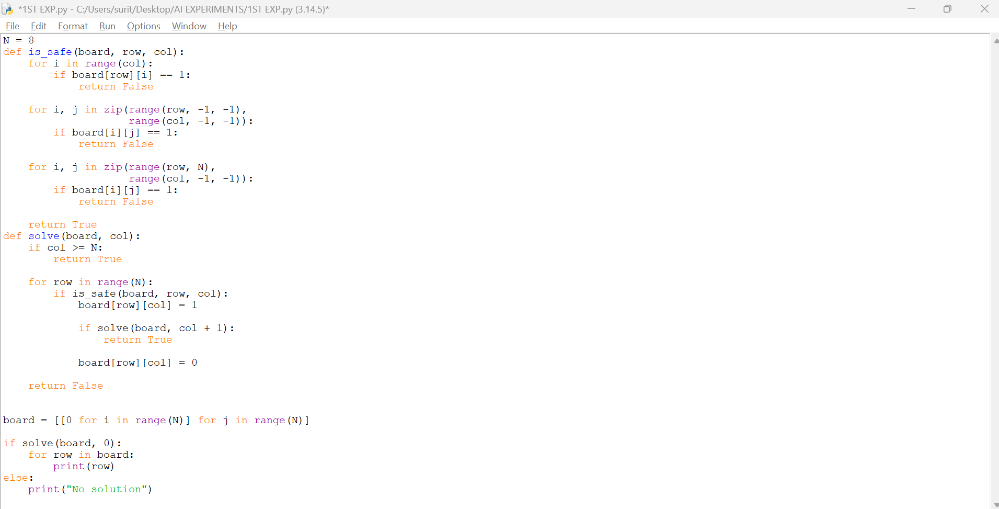 *1ST EXP.py - C:/Users/surit/Desktop/AI EXPERIMENTS/1ST EXP.py (3.14.5)*
File Edit Format Run Options Window Help
N = 8
def is_safe(board, row, col):
    for i in range(col):
        if board[row][i] == 1:
            return False

    for i, j in zip(range(row, -1, -1),
                    range(col, -1, -1)):
        if board[i][j] == 1:
            return False

    for i, j in zip(range(row, N),
                    range(col, -1, -1)):
        if board[i][j] == 1:
            return False

    return True
def solve(board, col):
    if col >= N:
        return True

    for row in range(N):
        if is_safe(board, row, col):
            board[row][col] = 1

            if solve(board, col + 1):
                return True

            board[row][col] = 0

    return False


board = [[0 for i in range(N)] for j in range(N)]

if solve(board, 0):
    for row in board:
        print(row)
else:
    print("No solution")